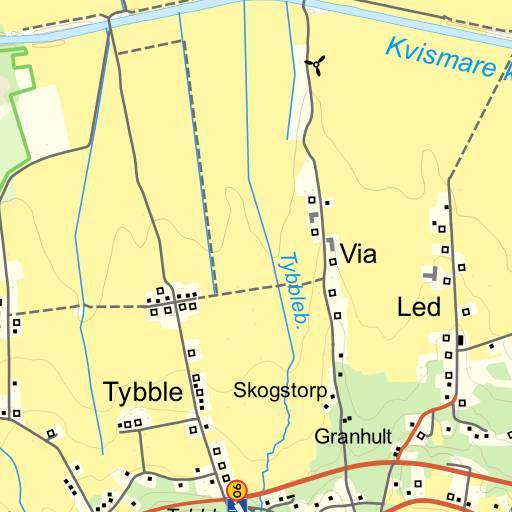 Kvismare
Via
Tybbleb.
Led
Tybble
Skogstorp
Granhult
90